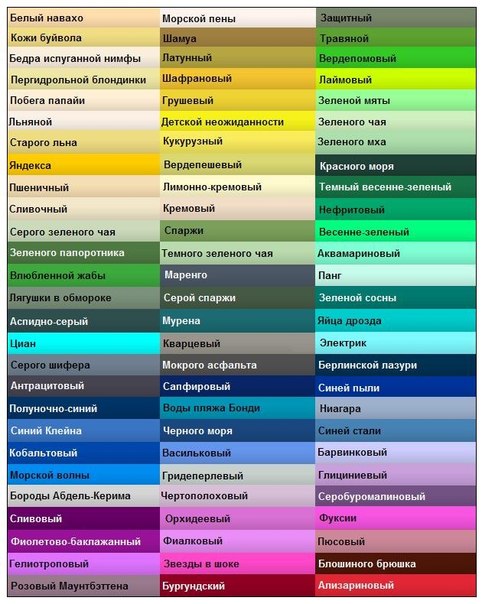 Белый навахо Морской пены Защитный
Кожи буйвола Шамуа Травяной
Бедра испуганной нимфы Латунный Вердепомовый
Пергидрольной блондинки Шафрановый Лаймовый
Побега папайи Грушевый Зеленой мяты
Льняной Детской неожиданности Зеленого чая
Старого льна Кукурузный Зеленого мха
Яндекса Вердепешевый Красного моря
Пшеничный Лимонно-кремовый Темный весенне-зеленый
Сливочный Кремовый Нефритовый
Серого зеленого чая Спаржи Весенне-зеленый
Зеленого папоротника Темного зеленого чая Аквамариновый
Влюбленной жабы Маренго Панг
Лягушки в обмороке Серой спаржи Зеленой сосны
Аспидно-серый Мурена Яйца дрозда
Циан Кварцевый Электрик
Серого шифера Мокрого асфальта Берлинской лазури
Антрацитовый Сапфировый Синей пыли
Полуночно-синий Воды пляжа Бонди Ниагара
Синий Клейна Черного моря Синей стали
Кобальтовый Васильковый Барвинковый
Морской волны Гридеперлевый Глициниевый
Бороды Абдель-Керима Чертополоховый Серобуромалиновый
Сливовый Орхидеевый Фуксии
Фиолетово-баклажанный Фиалковый Пюсовый
Гелиотроповый Звезды в шоке Блошиного брюшка
Розовый Маунтбэттена Бургундский Ализариновый